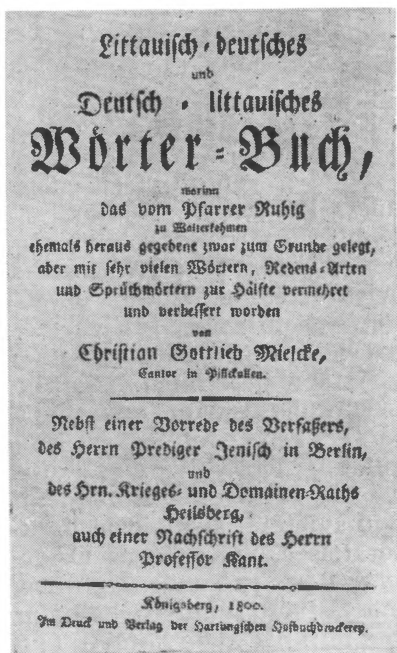 Littauisch-deutsches
und
Deutsch-littauisches
Wörter-Buch,
worinn
das vom Pfarrer Ruhig
zu Walterkehmen
ehemals heraus gegebene zwar zum Grunde gelegt,
aber mit sehr vielen Wörtern, Redens-Arten
und Sprüchwörtern zur Hälfte vermehret
und verbessert worden
von
Christian Gottlieb Mielcke,
Cantor in Pillckallen.
Nebst einer Vorrede des Verfaßers,
des Herrn Prediger Jenisch in Berlin,
und
des Hrn. Krieges- und Domainen-Raths
Heilsberg,
auch einer Nachschrift des Herrn
Professor Kant.
Königsberg, 1800.
Im Druck und Verlag der Hartungschen Hofbuchdruckerey.